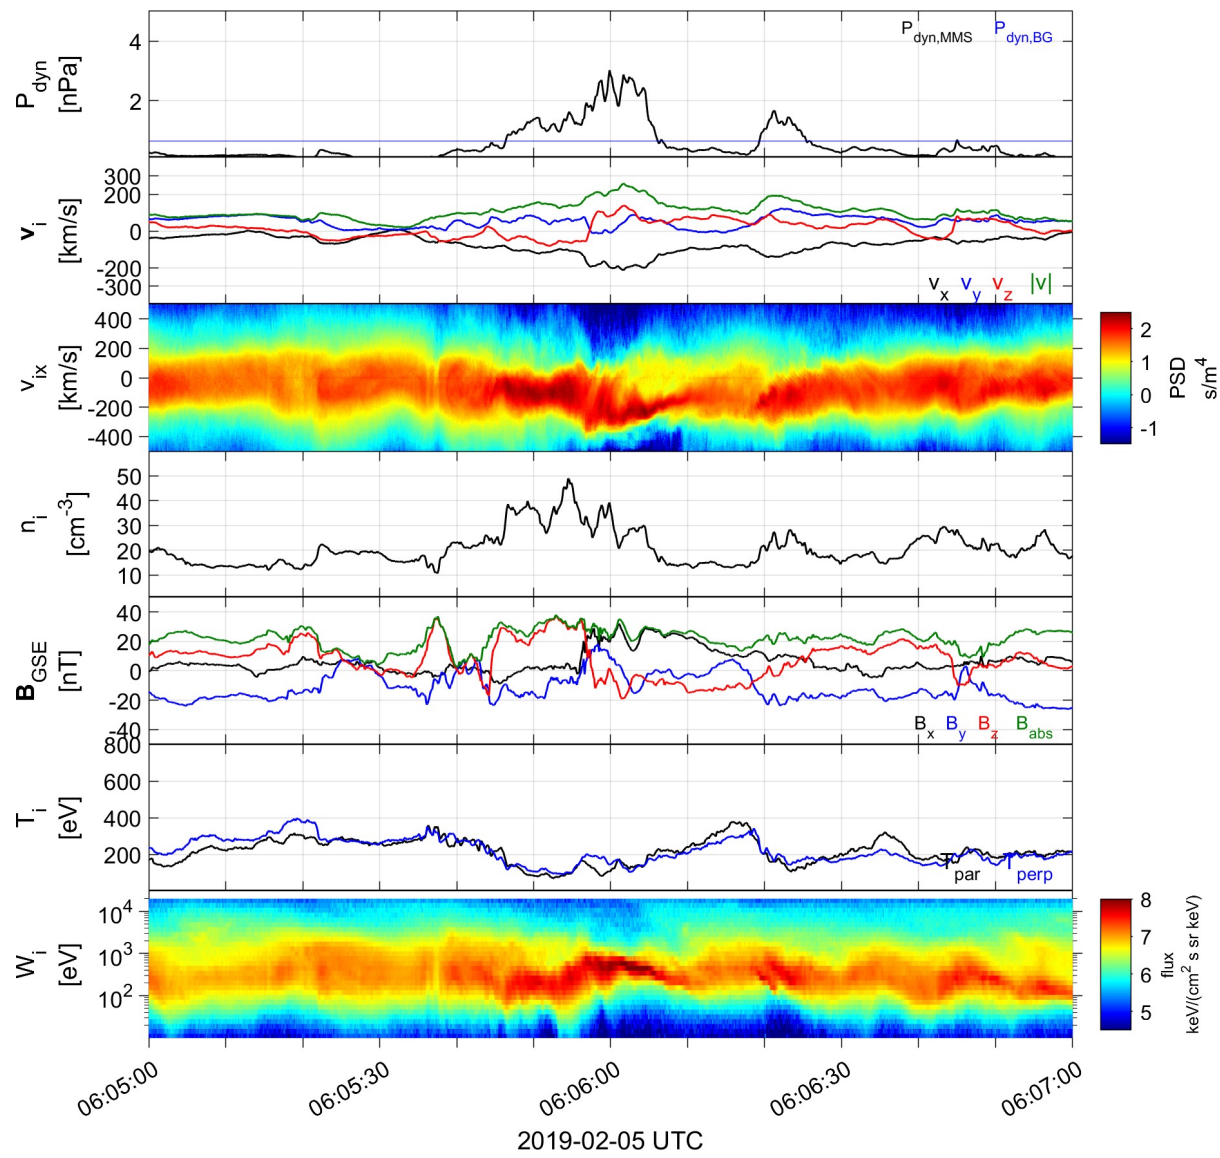 4
2
P_dyn
[nPa]
P_dyn,MMS P_dyn,BG
300
200
0
-200
-300
v_i
[km/s]
v_x v_y v_z |v|
400
200
0
-200
-400
v_ix
[km/s]
2
1
0
-1
PSD
s/m^4
50
40
30
20
10
n_i
[cm^-3]
40
20
0
-20
-40
B_GSE
[nT]
B_x B_y B_z B_abs
800
600
400
200
T_i
[eV]
T_par T_perp
10^4
10^3
10^2
W_i
[eV]
8
7
6
5
flux
keV/(cm^2 s sr keV)
06:05:00 06:05:30 06:06:00 06:06:30 06:07:00
2019-02-05 UTC